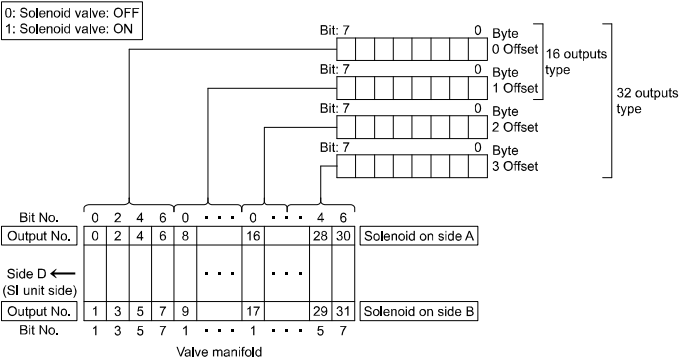 0: Solenoid valve: OFF
1: Solenoid valve: ON
Bit: 7 0 Byte
0 Offset
Bit: 7 0 Byte
1 Offset
Bit: 7 0 Byte
2 Offset
Bit: 7 0 Byte
3 Offset
16 outputs
type
32 outputs
type
Bit No. 0 2 4 6 0 · · · 0 · · · 4 6
Output No. 0 2 4 6 8 16 28 30 Solenoid on side A
Side D ← · · · · · ·
(SI unit side)
Output No. 1 3 5 7 9 17 29 31 Solenoid on side B
Bit No. 1 3 5 7 1 · · · 1 · · · 5 7
Valve manifold